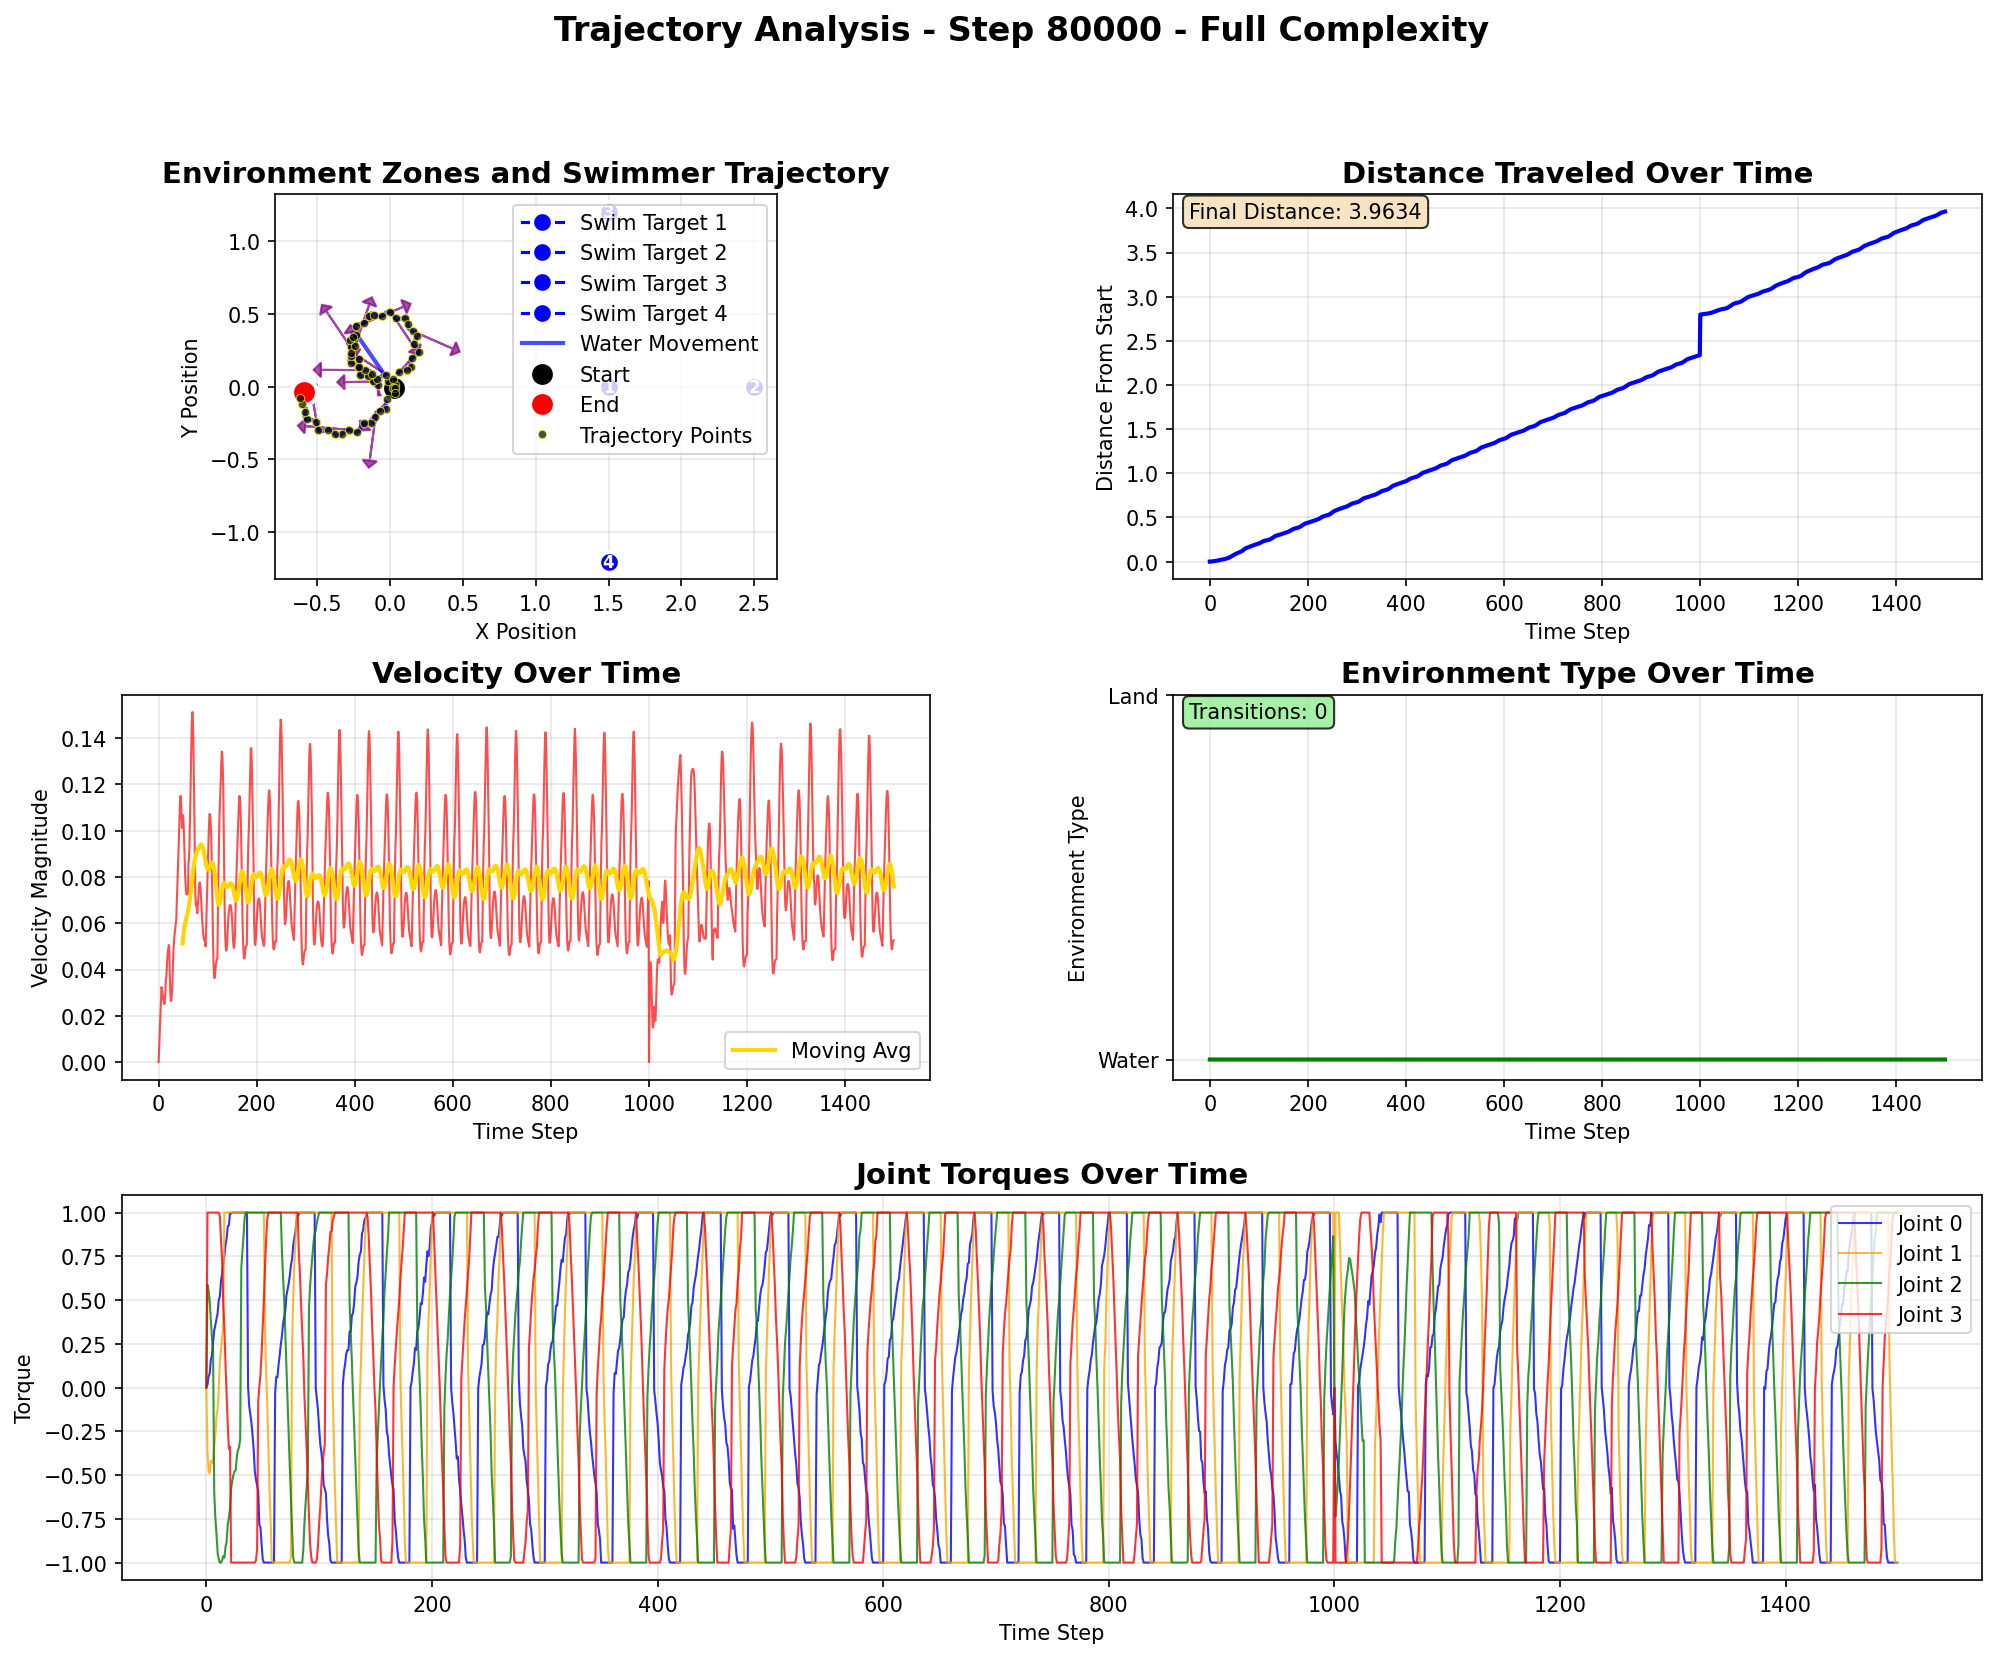 Trajectory Analysis - Step 80000 - Full Complexity
Environment Zones and Swimmer Trajectory
Y Position
1.0
0.5
0.0
−0.5
−1.0
3
1
2
4
Swim Target 1
Swim Target 2
Swim Target 3
Swim Target 4
Water Movement
Start
End
Trajectory Points
−0.5 0.0 0.5 1.0 1.5 2.0 2.5
X Position
Distance Traveled Over Time
Final Distance: 3.9634
Distance From Start
4.0
3.5
3.0
2.5
2.0
1.5
1.0
0.5
0.0
0 200 400 600 800 1000 1200 1400
Time Step
Velocity Over Time
Velocity Magnitude
0.14
0.12
0.10
0.08
0.06
0.04
0.02
0.00
Moving Avg
0 200 400 600 800 1000 1200 1400
Time Step
Environment Type Over Time
Transitions: 0
Environment Type
Land
Water
0 200 400 600 800 1000 1200 1400
Time Step
Joint Torques Over Time
Torque
1.00
0.75
0.50
0.25
0.00
−0.25
−0.50
−0.75
−1.00
Joint 0
Joint 1
Joint 2
Joint 3
0 200 400 600 800 1000 1200 1400
Time Step